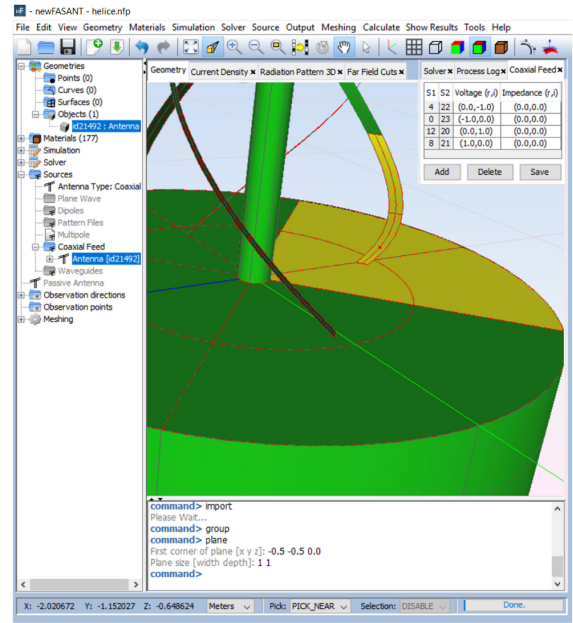 nF - newFASANT - helice.nfp
File Edit View Geometry Materials Simulation Solver Source Output Meshing Calculate Show Results Tools Help
Geometries
Points (0)
Curves (0)
Surfaces (0)
Objects (1)
id21492 : Antenna
Materials (177)
Simulation
Solver
Sources
Antenna Type: Coaxial
Plane Wave
Dipoles
Pattern Files
Multipole
Coaxial Feed
Antenna [id21492]
Waveguides
Passive Antenna
Observation directions
Observation points
Meshing
Geometry Current Density Radiation Pattern 3D Far Field Cuts
Solver Process Log Coaxial Feed
S1 S2 Voltage (r,i) Impedance (r,i)
4 22 (0.0,-1.0) (0.0,0.0)
0 23 (-1.0,0.0) (0.0,0.0)
12 20 (0.0,1.0) (0.0,0.0)
8 21 (1.0,0.0) (0.0,0.0)
Add Delete Save
command> import
Please Wait...
command> group
command> plane
First corner of plane [x y z]: -0.5 -0.5 0.0
Plane size [width depth]: 1 1
command>
X: -2.020672 Y: -1.152027 Z: -0.648624 Meters Pick: PICK_NEAR Selection: DISABLE Done.